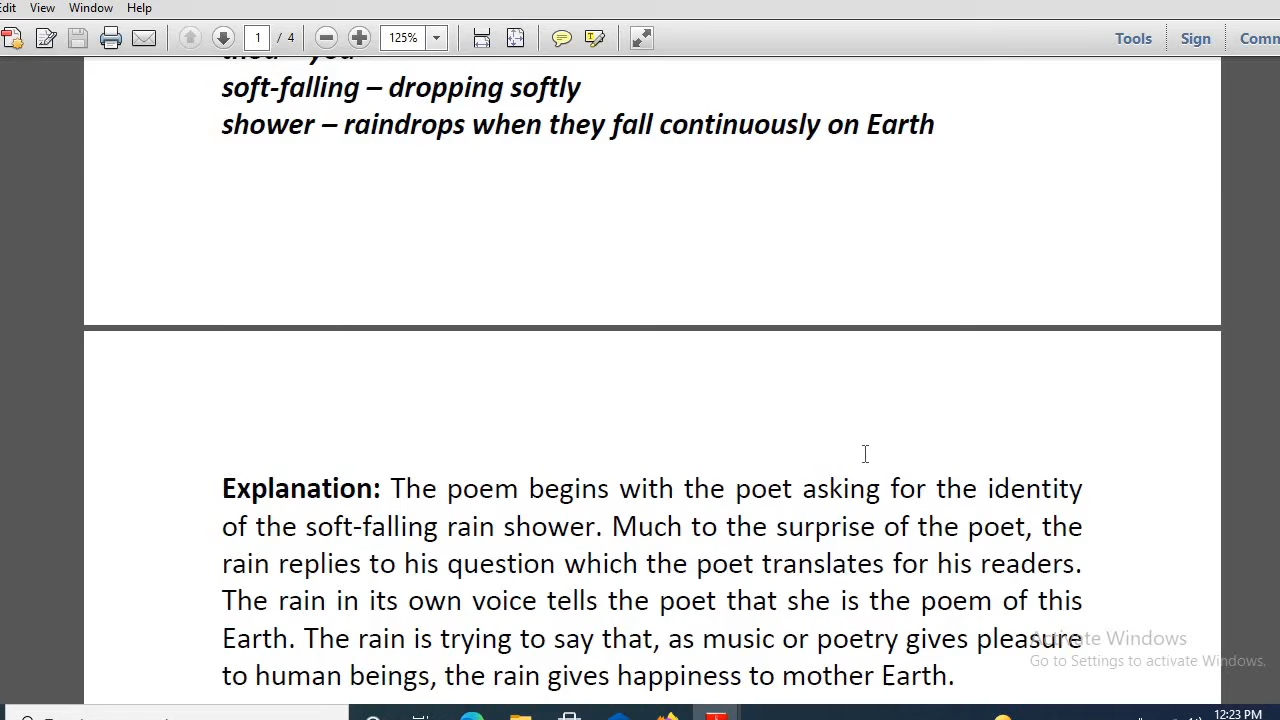 Edit View Window Help
1 / 4 125% Tools Sign Comm
thou – you
soft-falling – dropping softly
shower – raindrops when they fall continuously on Earth
Explanation: The poem begins with the poet asking for the identity
of the soft-falling rain shower. Much to the surprise of the poet, the
rain replies to his question which the poet translates for his readers.
The rain in its own voice tells the poet that she is the poem of this
Earth. The rain is trying to say that, as music or poetry gives pleasure
to human beings, the rain gives happiness to mother Earth.
Activate Windows
Go to Settings to activate Windows.
12:23 PM